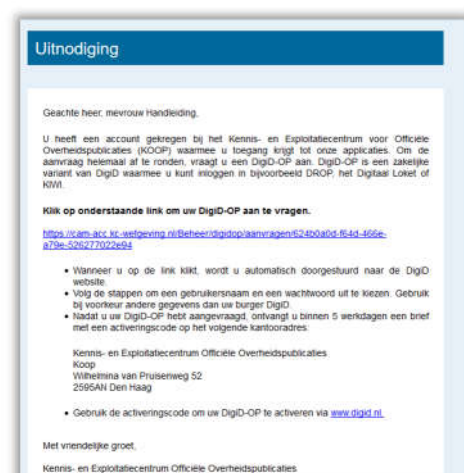 Uitnodiging
Geachte heer, mevrouw Handleiding,
U heeft een account gekregen bij het Kennis- en Exploitatiecentrum voor Officiële
Overheidspublicaties (KOOP) waarmee u toegang krijgt tot onze applicaties. Om de
aanvraag helemaal af te ronden, vraagt u een DigiD-OP aan. DigiD-OP is een zakelijke
variant van DigiD waarmee u kunt inloggen in bijvoorbeeld DROP, het Digitaal Loket of
KIWI.
Klik op onderstaande link om uw DigiD-OP aan te vragen.
https://cam-acc.kc-wetgeving.nl/Beheer/digidop/aanvragen/624b0a0d-f64d-466e-
a79e-526277022e94
• Wanneer u op de link klikt, wordt u automatisch doorgestuurd naar de DigiD
website.
• Volg de stappen om een gebruikersnaam en een wachtwoord uit te kiezen. Gebruik
bij voorkeur andere gegevens dan uw burger DigiD.
• Nadat u uw DigiD-OP hebt aangevraagd, ontvangt u binnen 5 werkdagen een brief
met een activeringscode op het volgende kantooradres:
Kennis- en Exploitatiecentrum Officiële Overheidspublicaties
Koop
Wilhelmina van Pruisenweg 52
2595AN Den Haag
• Gebruik de activeringscode om uw DigiD-OP te activeren via www.digid.nl.
Met vriendelijke groet,
Kennis- en Exploitatiecentrum Officiële Overheidspublicaties